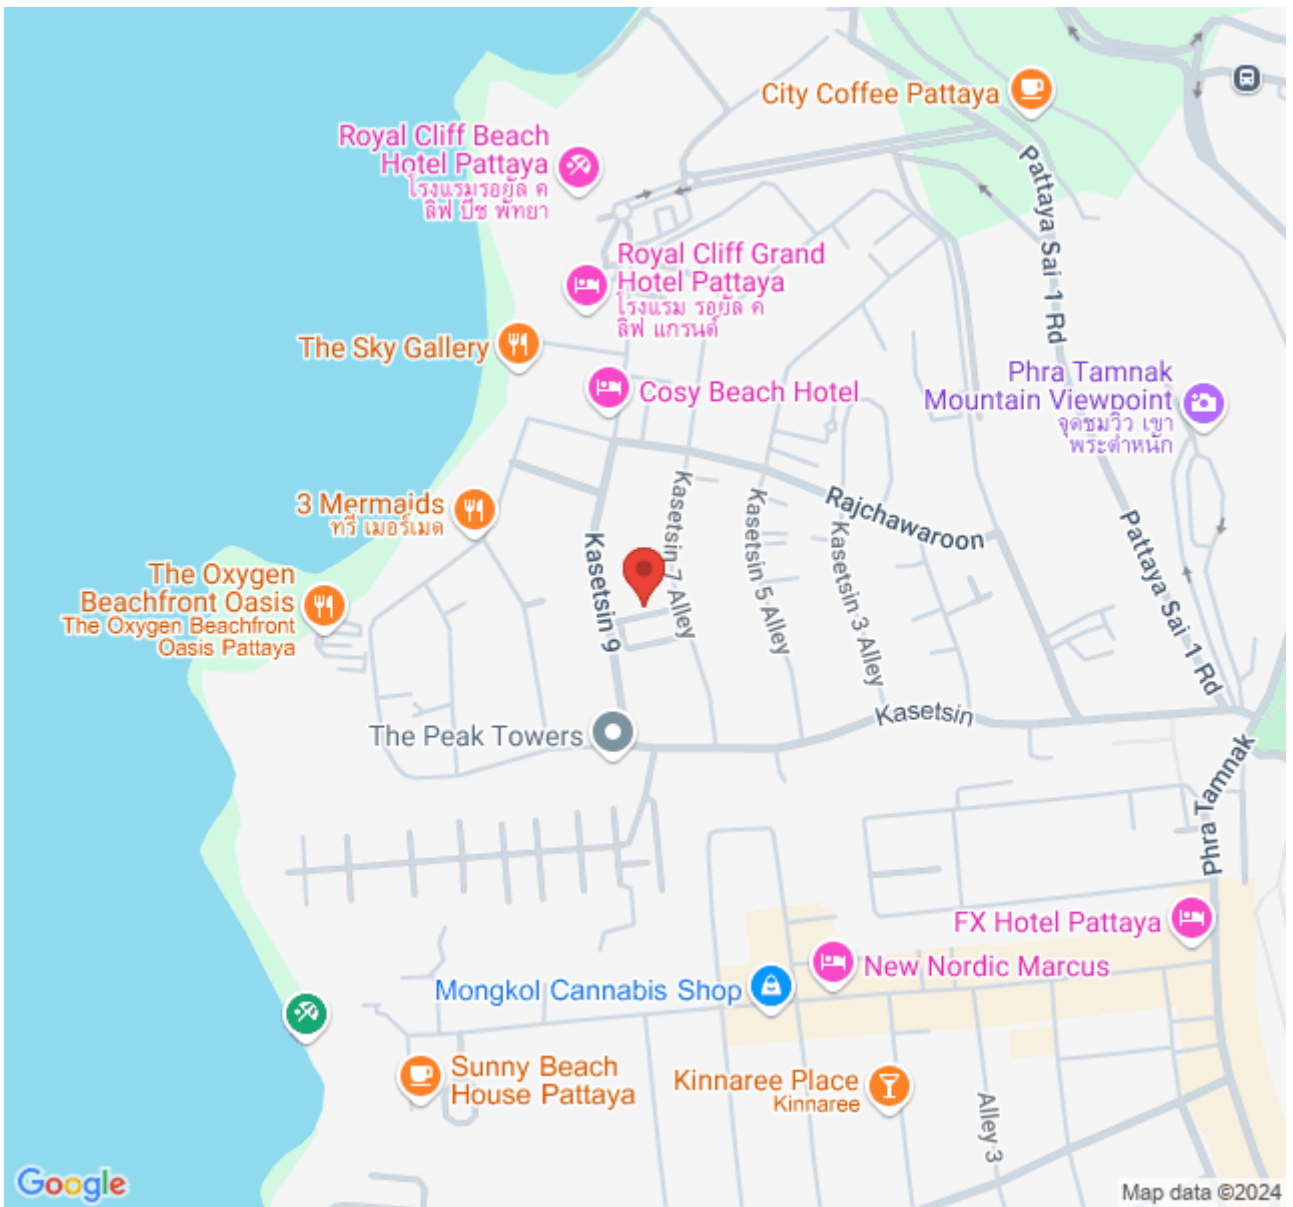 City Coffee Pattaya
Royal Cliff Beach
Hotel Pattaya
โรงแรมรอยัล ค
ลิฟ บีช พัทยา
Pattaya Sai 1 Rd
Royal Cliff Grand
Hotel Pattaya
โรงแรม รอยัล ค
ลิฟ แกรนด์
The Sky Gallery
Cosy Beach Hotel
Phra Tamnak
Mountain Viewpoint
จุดชมวิว เขา
พระตำหนัก
3 Mermaids
ทรี เมอร์เมด
Kasetsin 7 Alley
Kasetsin 5 Alley
Rajchawaroon
Kasetsin 3 Alley
Pattaya Sai 1 Rd
Kasetsin 9
The Oxygen
Beachfront Oasis
The Oxygen Beachfront
Oasis Pattaya
Kasetsin
The Peak Towers
Phra Tamnak
FX Hotel Pattaya
New Nordic Marcus
Mongkol Cannabis Shop
Sunny Beach
House Pattaya
Kinnaree Place
Kinnaree
Alley 3
Google
Map data ©2024